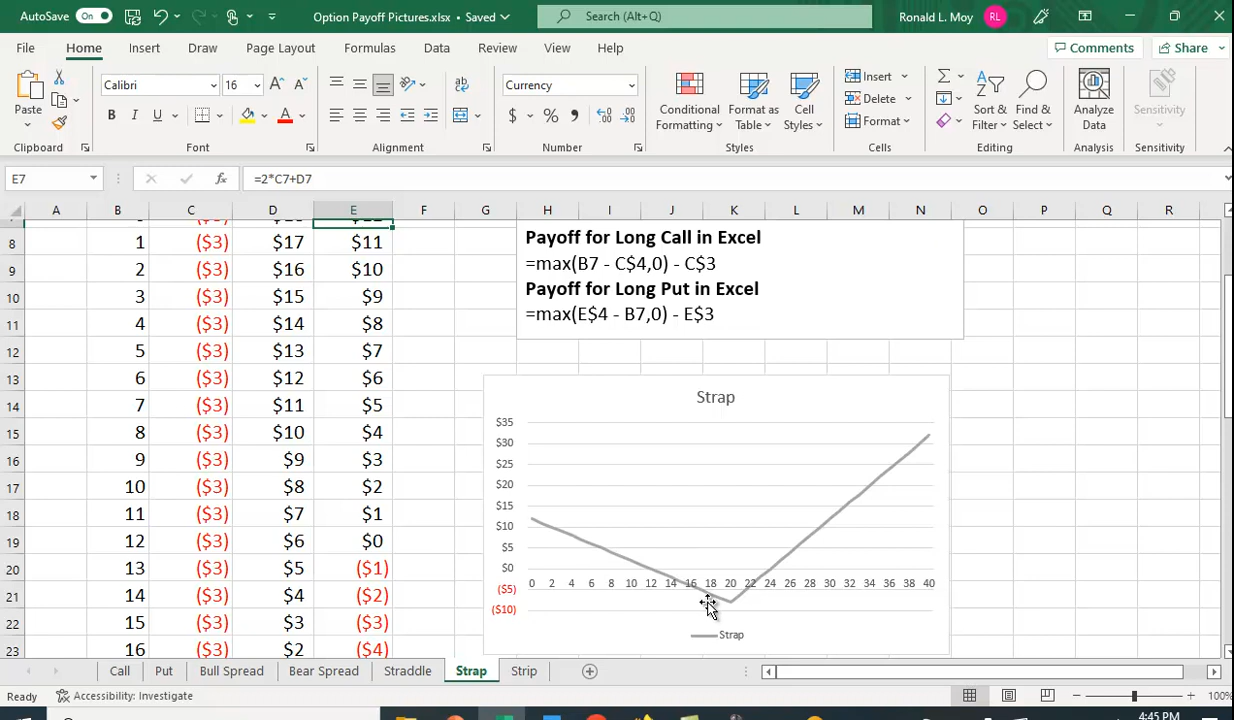 AutoSave On Option Payoff Pictures.xlsx • Saved Search (Alt+Q) Ronald L. Moy RL
File Home Insert Draw Page Layout Formulas Data Review View Help Comments Share
Paste Calibri 16 A A ab Currency Conditional Formatting Format as Table Cell Styles Insert Delete Format Sort & Filter Find & Select Analyze Data Sensitivity
B I U A $ % 9 .00
Clipboard Font Alignment Number Styles Cells Editing Analysis Sensitivity
E7 fx =2*C7+D7
A B C D E F G H I J K L M N O P Q R
8 1 ($3) $17 $11
9 2 ($3) $16 $10
10 3 ($3) $15 $9
11 4 ($3) $14 $8
12 5 ($3) $13 $7
13 6 ($3) $12 $6
14 7 ($3) $11 $5
15 8 ($3) $10 $4
16 9 ($3) $9 $3
17 10 ($3) $8 $2
18 11 ($3) $7 $1
19 12 ($3) $6 $0
20 13 ($3) $5 ($1)
21 14 ($3) $4 ($2)
22 15 ($3) $3 ($3)
23 16 ($3) $2 ($4)
Payoff for Long Call in Excel
=max(B7 - C$4,0) - C$3
Payoff for Long Put in Excel
=max(E$4 - B7,0) - E$3
Strap
$35
$30
$25
$20
$15
$10
$5
$0
($5)
($10)
0 2 4 6 8 10 12 14 16 18 20 22 24 26 28 30 32 34 36 38 40
Strap
Call Put Bull Spread Bear Spread Straddle Strap Strip
Ready Accessibility: Investigate 100%
4:45 PM